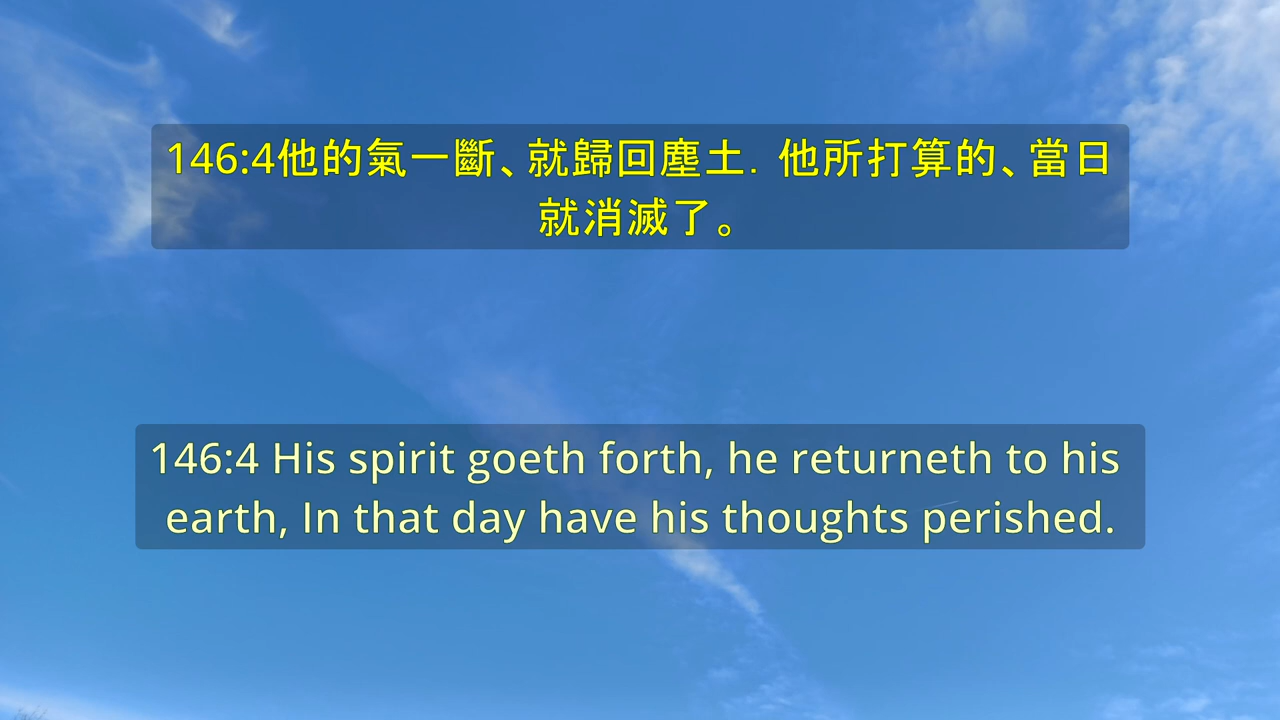 146:4他的氣一斷、就歸回塵土．他所打算的、當日
就消滅了。
146:4 His spirit goeth forth, he returneth to his
earth, In that day have his thoughts perished.